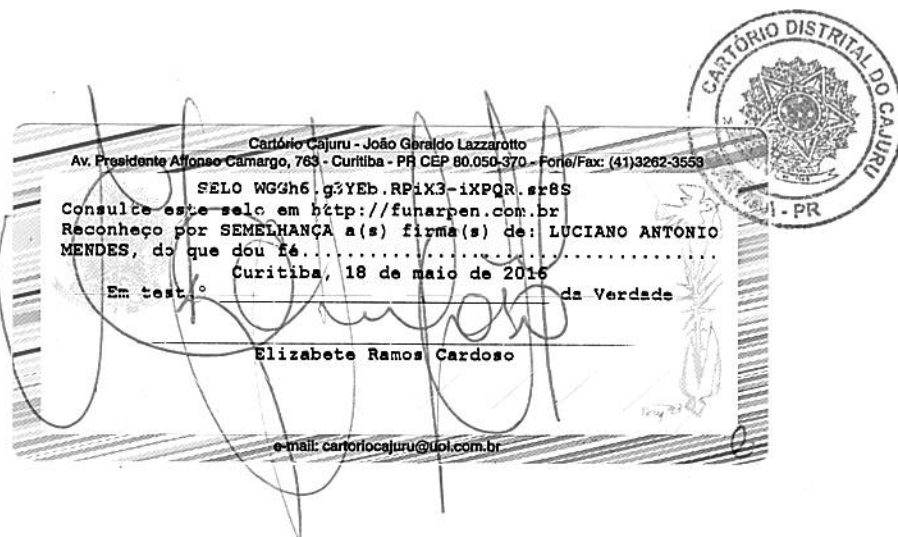 CARTÓRIO DISTRITAL DO CAJURU
- PR
Cartório Cajuru - João Geraldo Lazzarotto
Av. Presidente Affonso Camargo, 763 - Curitiba - PR CEP 80.050-370 - Fone/Fax: (41)3262-3553
SELO WGGh6.g3YEb.RPiX3-iXPQR.sr8S
Consulte este selo em http://funarpen.com.br
Reconheço por SEMELHANÇA a(s) firma(s) de: LUCIANO ANTONIO
MENDES, do que dou fé......................................
Curitiba, 18 de maio de 2016
Em test.º da Verdade
Elizabete Ramos Cardoso
e-mail: cartoriocajuru@uol.com.br